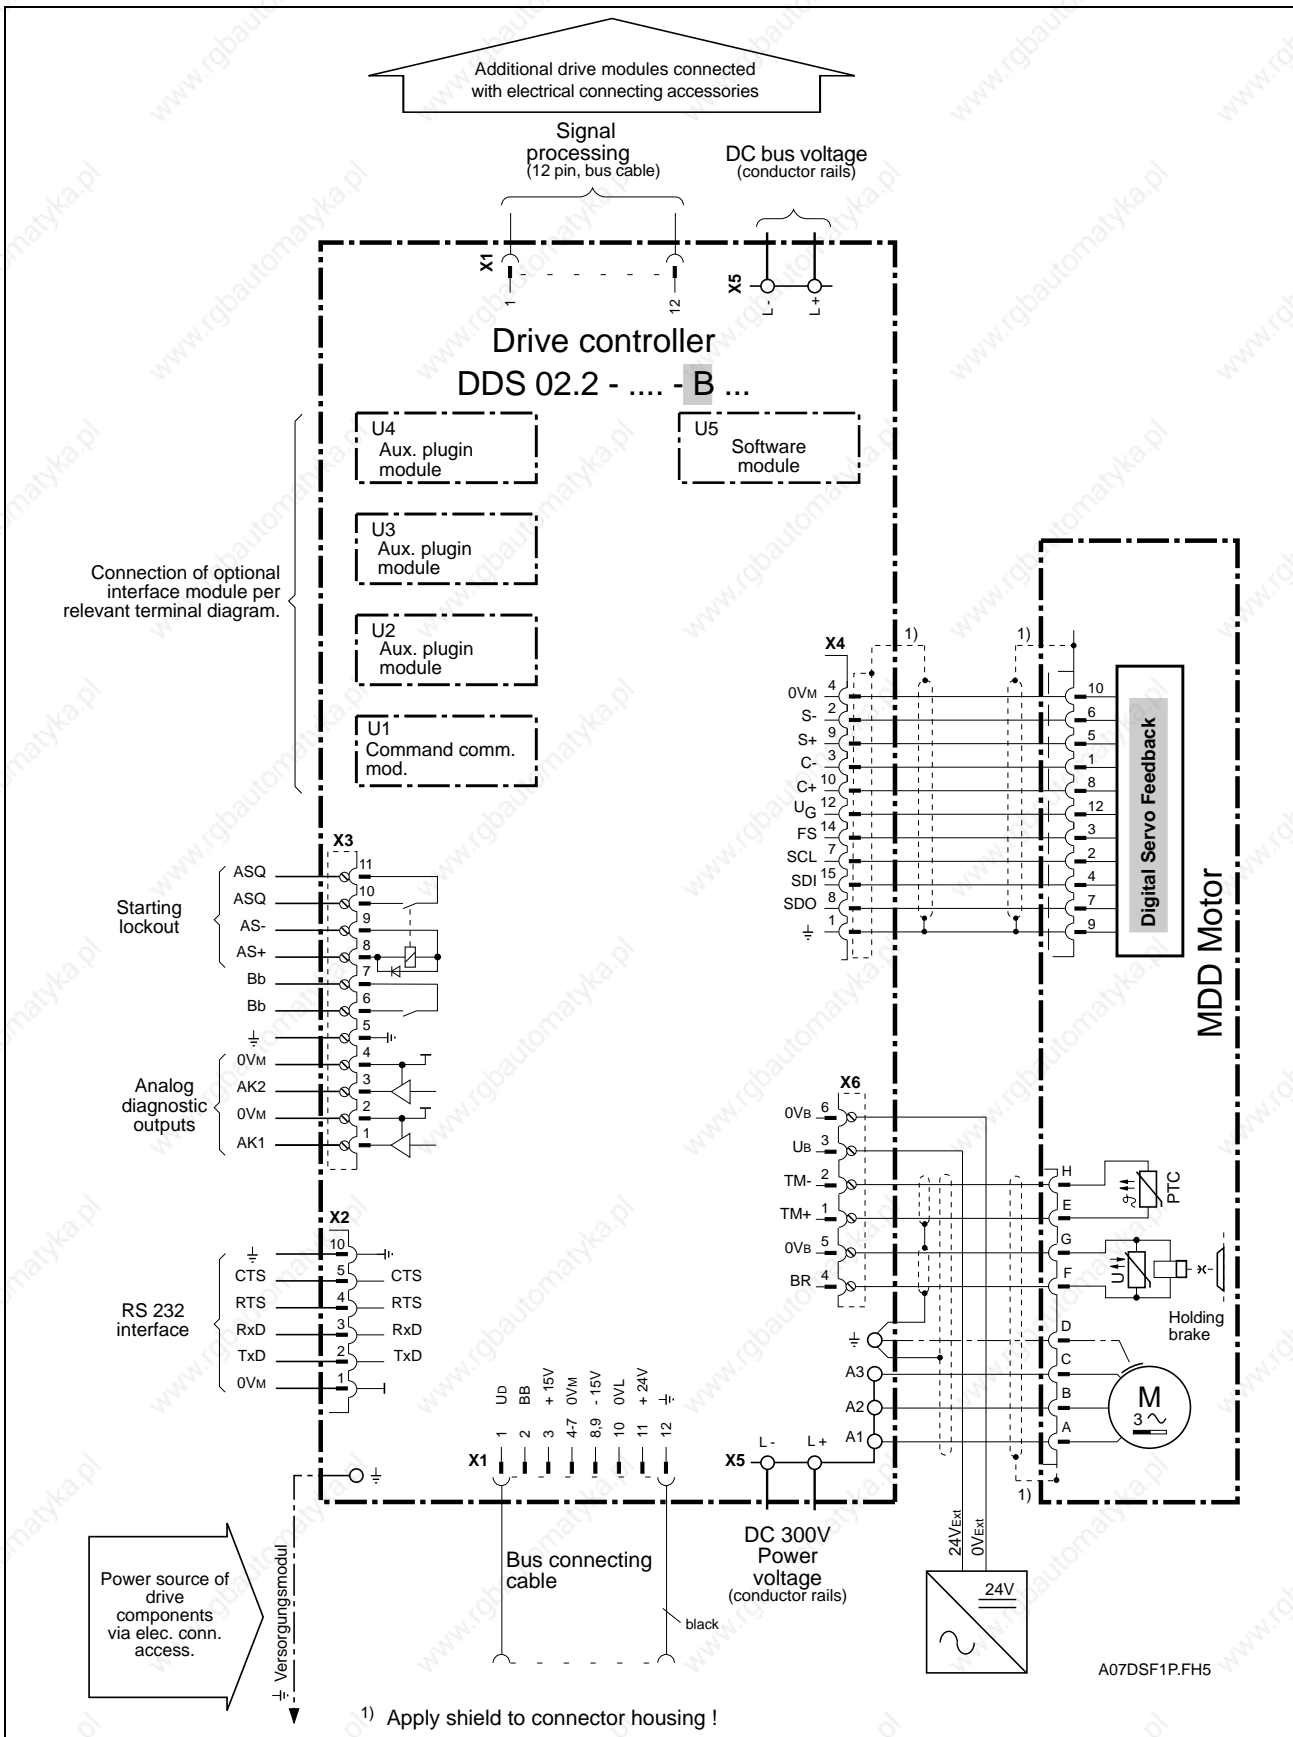 Additional drive modules connected
with electrical connecting accessories
Signal
processing
(12 pin, bus cable)
DC bus voltage
(conductor rails)
X1
1
12
X5
L -
L +
Drive controller
DDS 02.2 - .... - B ...
U4
Aux. plugin
module
U5
Software
module
U3
Aux. plugin
module
U2
Aux. plugin
module
U1
Command comm.
mod.
Connection of optional
interface module per
relevant terminal diagram.
X4
1)
1)
0VM 4 10
S- 2 6
S+ 9 5
C- 3 1
C+ 10 8
UG 12 12
FS 14 3
SCL 7 2
SDI 15 4
SDO 8 7
1 9
Digital Servo Feedback
MDD Motor
X3
Starting
lockout
ASQ 11
ASQ 10
AS- 9
AS+ 8
Bb 7
Bb 6
5
Analog
diagnostic
outputs
0VM 4
AK2 3
0VM 2
AK1 1
X6
0VB 6
UB 3
TM- 2 H
TM+ 1 E
0VB 5 G
BR 4 F
ϑ
PTC
U
Holding
brake
D
A3 C
A2 B
A1 A
M
3
1)
X2
RS 232
interface
10
CTS 5 CTS
RTS 4 RTS
RxD 3 RxD
TxD 2 TxD
0VM 1
X1
1 UD
2 BB
3 + 15V
4-7 0VM
8,9 - 15V
10 0VL
11 + 24V
12
X5
L -
L +
Bus connecting
cable
black
DC 300V
Power
voltage
(conductor rails)
24VExt
0VExt
24V
Power source of
drive
components
via elec. conn.
access.
Versorgungsmodul
A07DSF1P.FH5
1) Apply shield to connector housing !
www.rgbautomatyka.pl